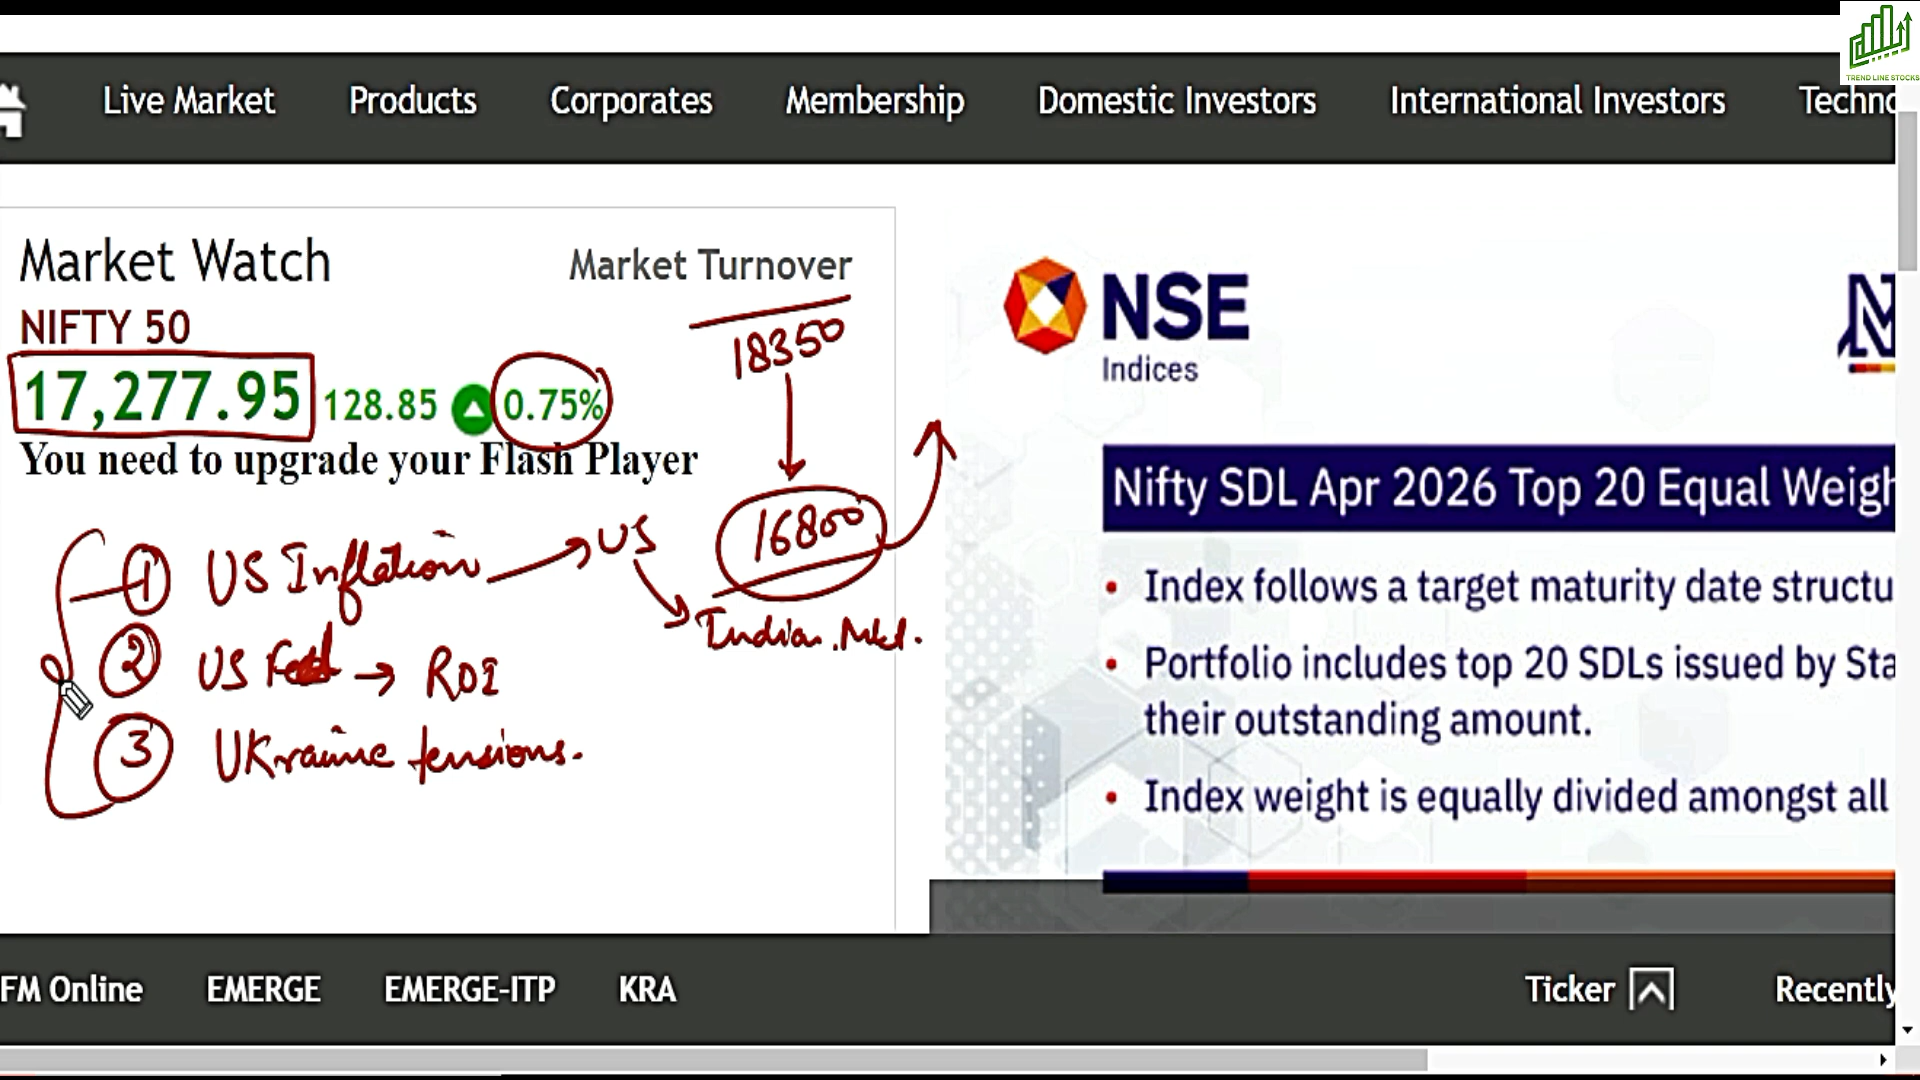 TREND LINE STOCKS
Live Market Products Corporates Membership Domestic Investors International Investors Techno
Market Watch
Market Turnover
NIFTY 50
17,277.95 128.85 0.75%
You need to upgrade your Flash Player
18350
16800
1 US Inflation → US
Indian Mkt.
2 US Fed → ROI
3 Ukraine tensions.
NSE
Indices
Nifty SDL Apr 2026 Top 20 Equal Weigh
• Index follows a target maturity date structu
• Portfolio includes top 20 SDLs issued by Sta
their outstanding amount.
• Index weight is equally divided amongst all
FM Online EMERGE EMERGE-ITP KRA Ticker Recently